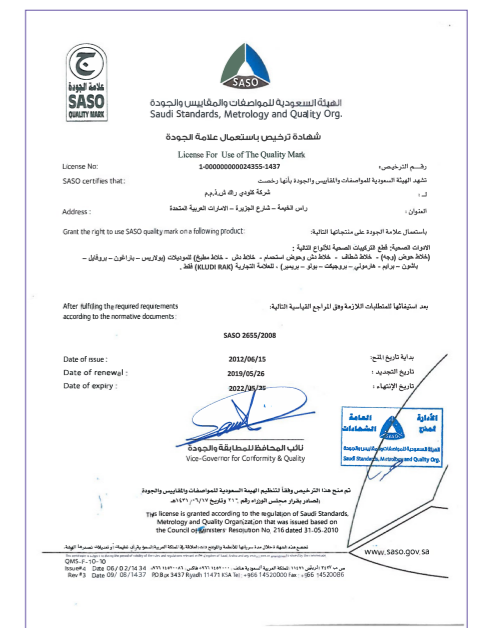 علامة الجودة
SASO
QUALITY MARK
SASO
الهيئة السعودية للمواصفات والمقاييس والجودة
Saudi Standards, Metrology and Quality Org.
شهادة ترخيص باستعمال علامة الجودة
License For Use of The Quality Mark
License No: 1-000000000024355-1437 رقم الترخيص:
SASO certifies that: تشهد الهيئة السعودية للمواصفات والمقاييس والجودة بأنها رخصت
شركة كلودي راك ش.ذ.م.م لـ :
Address : راس الخيمة – شارع الجزيرة – الامارات العربية المتحدة العنوان :
Grant the right to use SASO quality mark on following product: باستعمال علامة الجودة على منتجاتها التالية:
الادوات الصحية: قطع التركيبات الصحية للأنواع التالية :
(خلاط حوض (وجه) - خلاط شطاف - خلاط دش وحوض استحمام - خلاط دش - خلاط مطبخ) للموديلات (بولاريس – باراغون – بروفايل –
باشون – برايم - هارموني – بروجيكت – بولو – بريمير) - للعلامة التجارية (KLUDI RAK) فقط .
After fulfilling the required requirements بعد استيفائها للمتطلبات اللازمة وفق المراجع القياسية التالية:
according to the normative documents :
SASO 2655/2008
Date of issue : 2012/06/15 بداية تاريخ المنح:
Date of renewal : 2019/05/26 تاريخ التجديد :
Date of expiry : تاريخ الإنتهاء :
الإدارة العامة
لمنح الشهادات
الهيئة السعودية للمواصفات والمقاييس والجودة
Saudi Standards, Metrology and Quality Org.
نائب المحافظ للمطابقة والجودة
Vice-Governor for Conformity & Quality
تم منح هذا الترخيص وفقاً لتنظيم الهيئة السعودية للمواصفات والمقاييس والجودة
الصادر بقرار مجلس الوزراء رقم ٢١٦ وتاريخ ١٤٣١/٠٦/١٧هـ
This license is granted according to the regulation of Saudi Standards,
Metrology and Quality Organization that was issued based on
the Council of Ministers' Resolution No, 216 dated 31-05-2010
www.saso.gov.sa
QMS-F-10-10
Issue#4 Date 06/02/1434
Rev#3 Date 09/08/1437 PO Box 3437 Riyadh 11471 KSA Tel: +966 14520000 Fax : +966 14520086